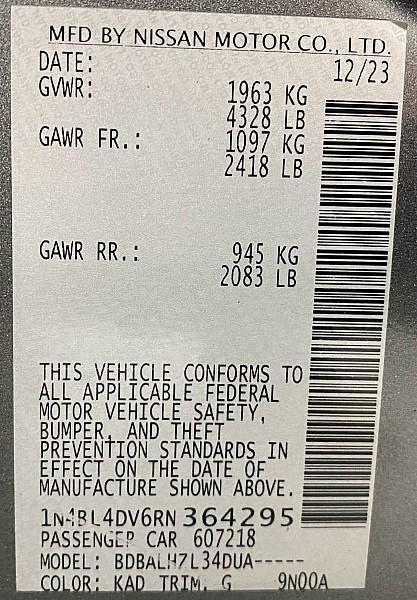 MFD BY NISSAN MOTOR CO., LTD.
DATE: 12/23
GVWR: 1963 KG
4328 LB
GAWR FR.: 1097 KG
2418 LB
GAWR RR.: 945 KG
2083 LB
THIS VEHICLE CONFORMS TO
ALL APPLICABLE FEDERAL
MOTOR VEHICLE SAFETY,
BUMPER, AND THEFT
PREVENTION STANDARDS IN
EFFECT ON THE DATE OF
MANUFACTURE SHOWN ABOVE.
1N4BL4DV6RN364295
PASSENGER CAR 607218
MODEL: BDBALHZL34DUA-----
COLOR: KAD TRIM. G 9N00A